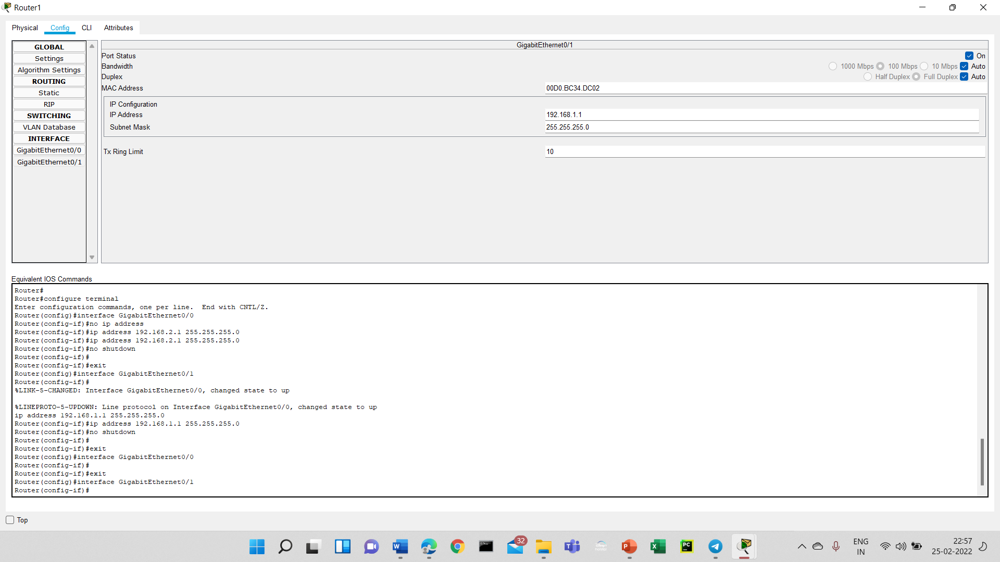 Router1
Physical Config CLI Attributes
GLOBAL
Settings
Algorithm Settings
ROUTING
Static
RIP
SWITCHING
VLAN Database
INTERFACE
GigabitEthernet0/0
GigabitEthernet0/1
GigabitEthernet0/1
Port Status On
Bandwidth 1000 Mbps 100 Mbps 10 Mbps Auto
Duplex Half Duplex Full Duplex Auto
MAC Address 00D0.BC34.DC02
IP Configuration
IP Address 192.168.1.1
Subnet Mask 255.255.255.0
Tx Ring Limit 10
Equivalent IOS Commands
Router#
Router#configure terminal
Enter configuration commands, one per line.  End with CNTL/Z.
Router(config)#interface GigabitEthernet0/0
Router(config-if)#no ip address
Router(config-if)#ip address 192.168.2.1 255.255.255.0
Router(config-if)#ip address 192.168.2.1 255.255.255.0
Router(config-if)#no shutdown
Router(config-if)#
Router(config-if)#exit
Router(config)#interface GigabitEthernet0/1
Router(config-if)#
%LINK-5-CHANGED: Interface GigabitEthernet0/0, changed state to up
%LINEPROTO-5-UPDOWN: Line protocol on Interface GigabitEthernet0/0, changed state to up
ip address 192.168.1.1 255.255.255.0
Router(config-if)#ip address 192.168.1.1 255.255.255.0
Router(config-if)#no shutdown
Router(config-if)#
Router(config-if)#exit
Router(config)#interface GigabitEthernet0/0
Router(config-if)#
Router(config-if)#exit
Router(config)#interface GigabitEthernet0/1
Router(config-if)#
Top
32
ENG
IN
22:57
25-02-2022